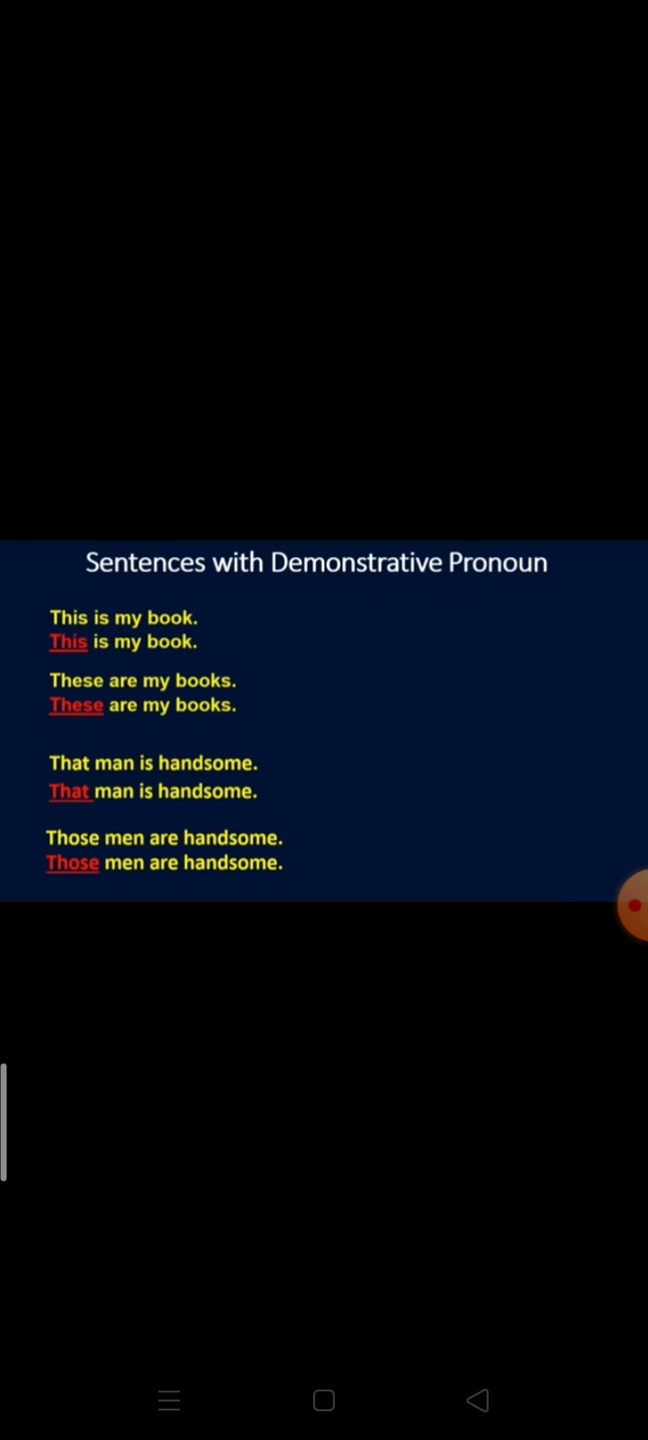 Sentences with Demonstrative Pronoun
This is my book.
This is my book.
These are my books.
These are my books.
That man is handsome.
That man is handsome.
Those men are handsome.
Those men are handsome.